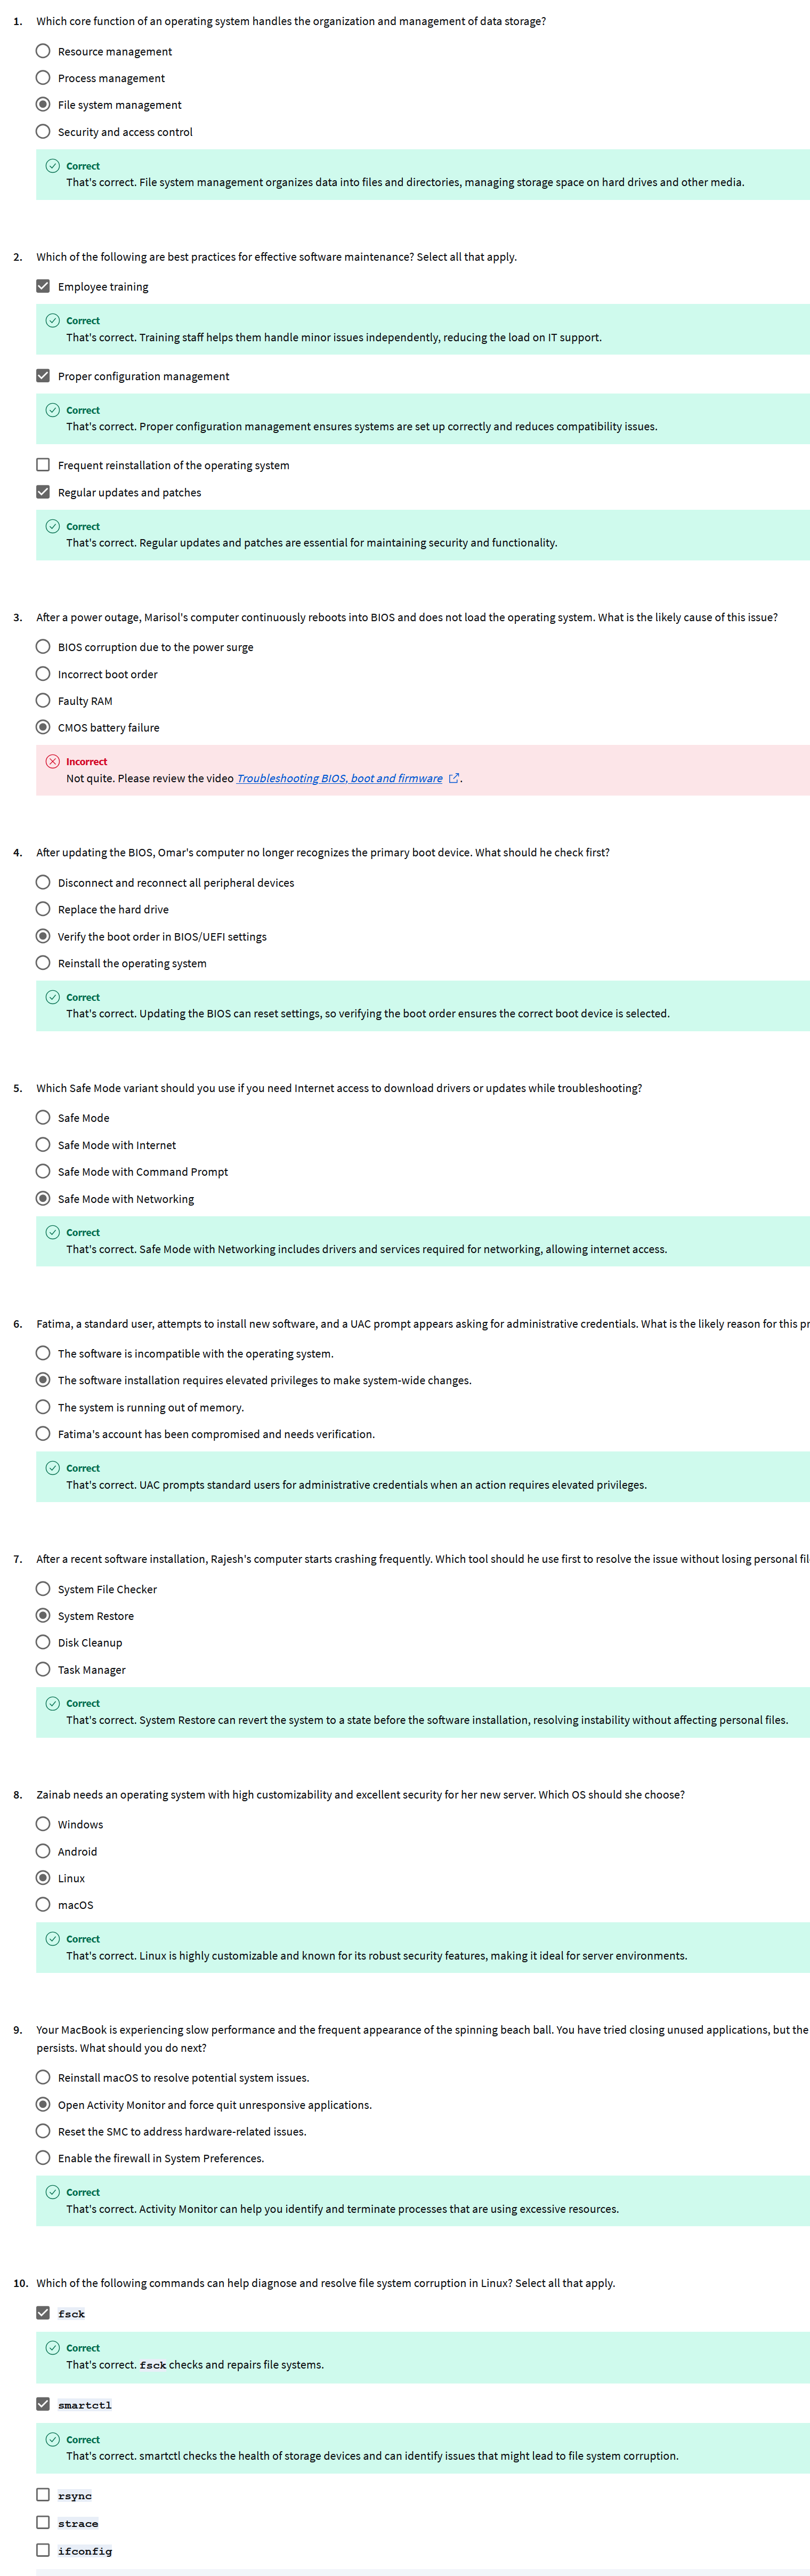 1. Which core function of an operating system handles the organization and management of data storage?
Resource management
Process management
File system management
Security and access control
Correct
That's correct. File system management organizes data into files and directories, managing storage space on hard drives and other media.
2. Which of the following are best practices for effective software maintenance? Select all that apply.
Employee training
Correct
That's correct. Training staff helps them handle minor issues independently, reducing the load on IT support.
Proper configuration management
Correct
That's correct. Proper configuration management ensures systems are set up correctly and reduces compatibility issues.
Frequent reinstallation of the operating system
Regular updates and patches
Correct
That's correct. Regular updates and patches are essential for maintaining security and functionality.
3. After a power outage, Marisol's computer continuously reboots into BIOS and does not load the operating system. What is the likely cause of this issue?
BIOS corruption due to the power surge
Incorrect boot order
Faulty RAM
CMOS battery failure
Incorrect
Not quite. Please review the video Troubleshooting BIOS, boot and firmware .
4. After updating the BIOS, Omar's computer no longer recognizes the primary boot device. What should he check first?
Disconnect and reconnect all peripheral devices
Replace the hard drive
Verify the boot order in BIOS/UEFI settings
Reinstall the operating system
Correct
That's correct. Updating the BIOS can reset settings, so verifying the boot order ensures the correct boot device is selected.
5. Which Safe Mode variant should you use if you need Internet access to download drivers or updates while troubleshooting?
Safe Mode
Safe Mode with Internet
Safe Mode with Command Prompt
Safe Mode with Networking
Correct
That's correct. Safe Mode with Networking includes drivers and services required for networking, allowing internet access.
6. Fatima, a standard user, attempts to install new software, and a UAC prompt appears asking for administrative credentials. What is the likely reason for this pr
The software is incompatible with the operating system.
The software installation requires elevated privileges to make system-wide changes.
The system is running out of memory.
Fatima's account has been compromised and needs verification.
Correct
That's correct. UAC prompts standard users for administrative credentials when an action requires elevated privileges.
7. After a recent software installation, Rajesh's computer starts crashing frequently. Which tool should he use first to resolve the issue without losing personal fil
System File Checker
System Restore
Disk Cleanup
Task Manager
Correct
That's correct. System Restore can revert the system to a state before the software installation, resolving instability without affecting personal files.
8. Zainab needs an operating system with high customizability and excellent security for her new server. Which OS should she choose?
Windows
Android
Linux
macOS
Correct
That's correct. Linux is highly customizable and known for its robust security features, making it ideal for server environments.
9. Your MacBook is experiencing slow performance and the frequent appearance of the spinning beach ball. You have tried closing unused applications, but the
persists. What should you do next?
Reinstall macOS to resolve potential system issues.
Open Activity Monitor and force quit unresponsive applications.
Reset the SMC to address hardware-related issues.
Enable the firewall in System Preferences.
Correct
That's correct. Activity Monitor can help you identify and terminate processes that are using excessive resources.
10. Which of the following commands can help diagnose and resolve file system corruption in Linux? Select all that apply.
fsck
Correct
That's correct. fsck checks and repairs file systems.
smartctl
Correct
That's correct. smartctl checks the health of storage devices and can identify issues that might lead to file system corruption.
rsync
strace
ifconfig